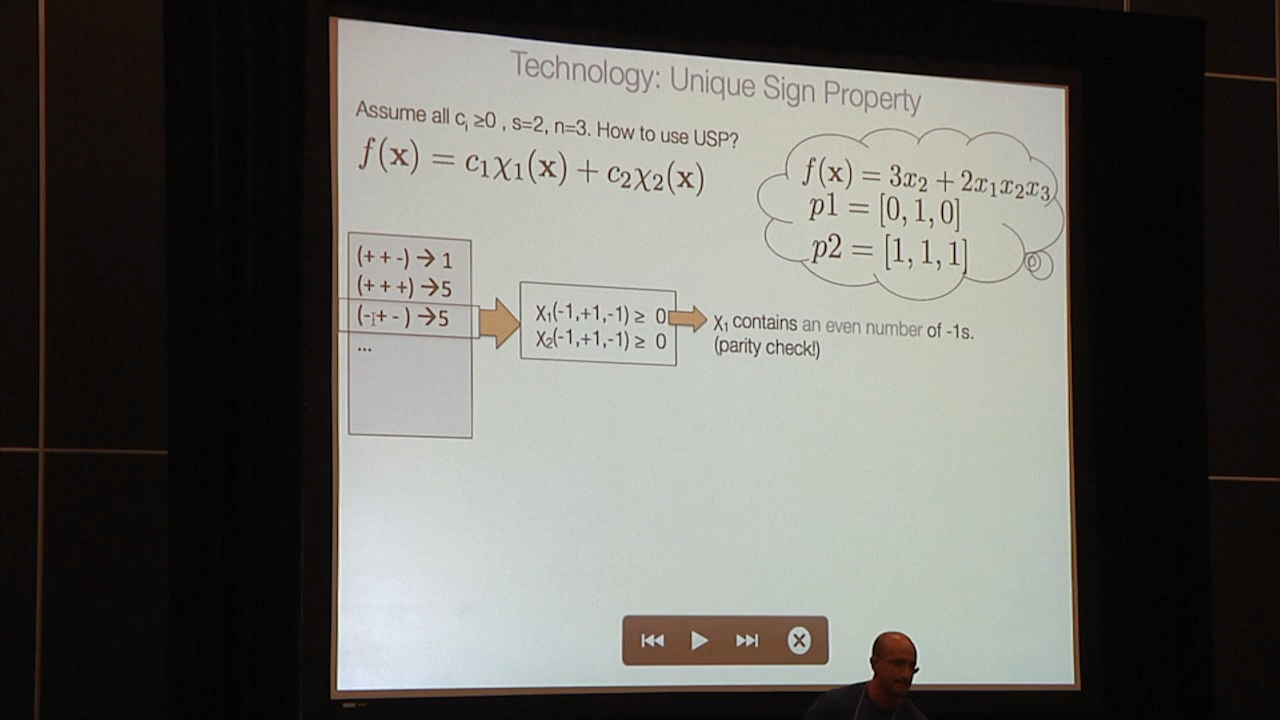 Technology: Unique Sign Property
Assume all cᵢ ≥0 , s=2, n=3. How to use USP?
f(x) = c₁χ₁(x) + c₂χ₂(x)
f(x) = 3x₂ + 2x₁x₂x₃
p1 = [0, 1, 0]
p2 = [1, 1, 1]
(+ + -) → 1
(+ + +) →5
(- + - ) →5
...
χ₁(-1,+1,-1) ≥ 0
χ₂(-1,+1,-1) ≥ 0
χ₁ contains an even number of -1s.
(parity check!)